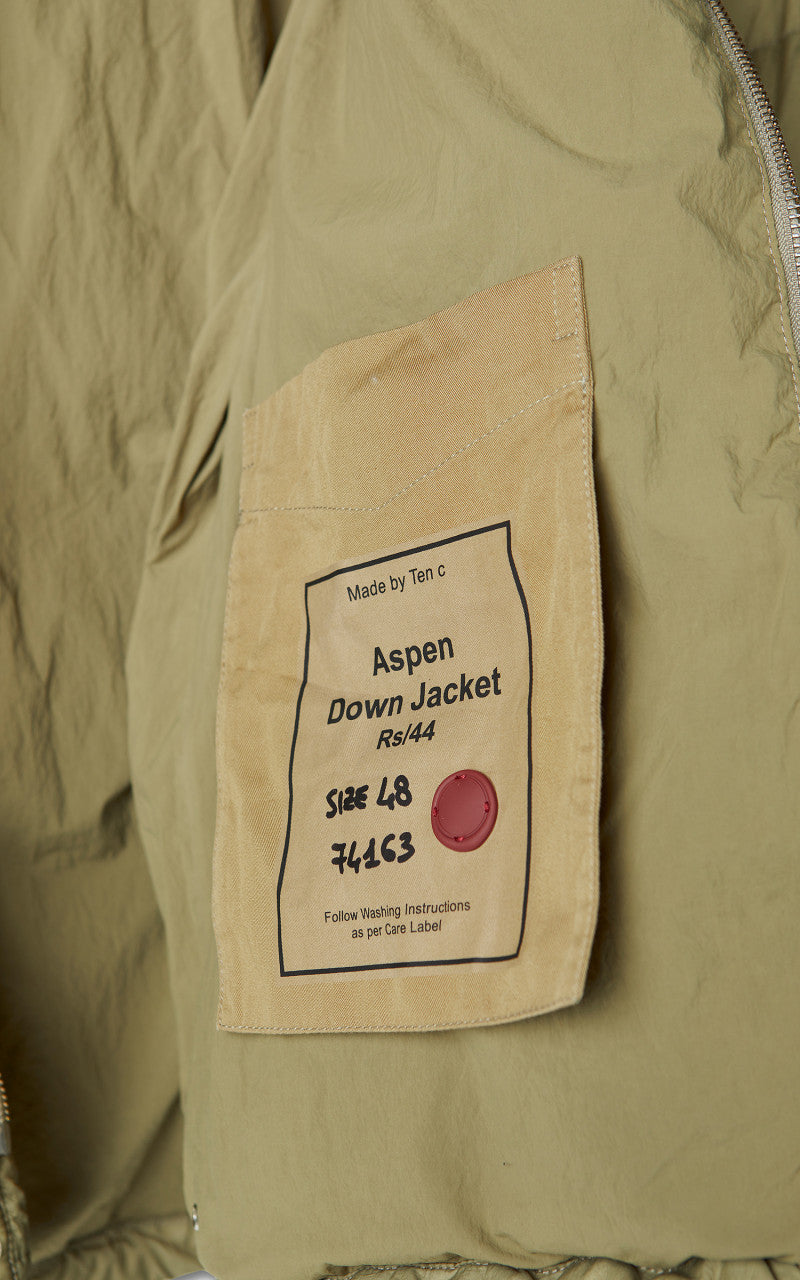 Made by Ten c
Aspen
Down Jacket
Rs/44
SIZE 48
74163
Follow Washing Instructions
as per Care Label